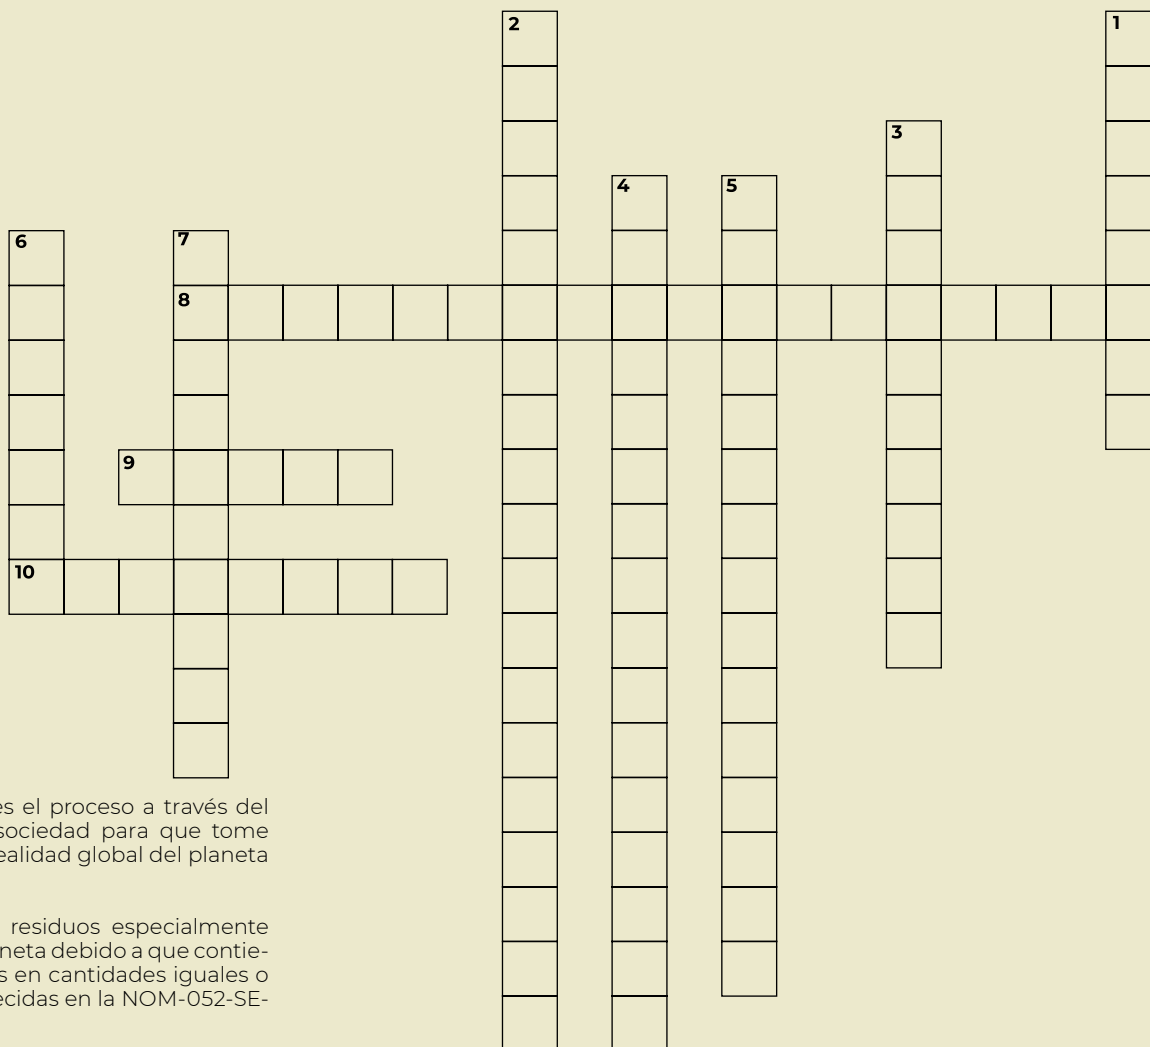 2
1
3
4
5
6
7
8
9
10
es el proceso a través del
sociedad para que tome
ealidad global del planeta
residuos especialmente
neta debido a que contie-
s en cantidades iguales o
ecidas en la NOM-052-SE-